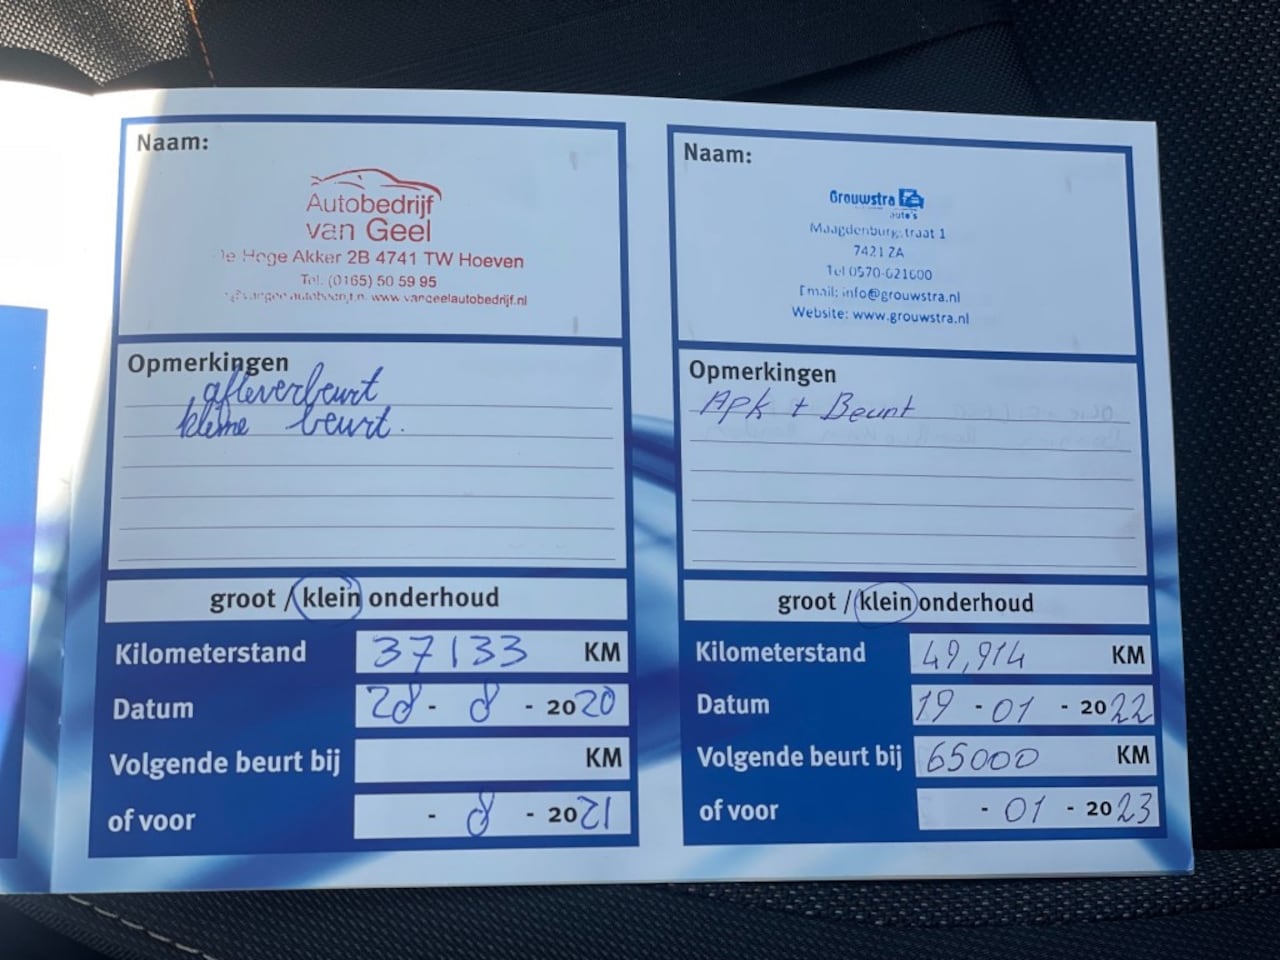 Naam:
Autobedrijf
van Geel
De Hoge Akker 2B 4741 TW Hoeven
Tel. (0165) 50 59 95
www.vangeelautobedrijf.nl
Opmerkingen
afleverbeurt
kleine beurt.
groot / klein onderhoud
Kilometerstand 37133 KM
Datum 28 - 8 - 2020
Volgende beurt bij KM
of voor - 8 - 2021
Naam:
Grouwstra
auto's
Maagdenburgstraat 1
7421 ZA
Tel 0570-621600
Email: info@grouwstra.nl
Website: www.grouwstra.nl
Opmerkingen
Apk + Beurt
groot / klein onderhoud
Kilometerstand 49,914 KM
Datum 19 - 01 - 2022
Volgende beurt bij 65000 KM
of voor - 01 - 2023